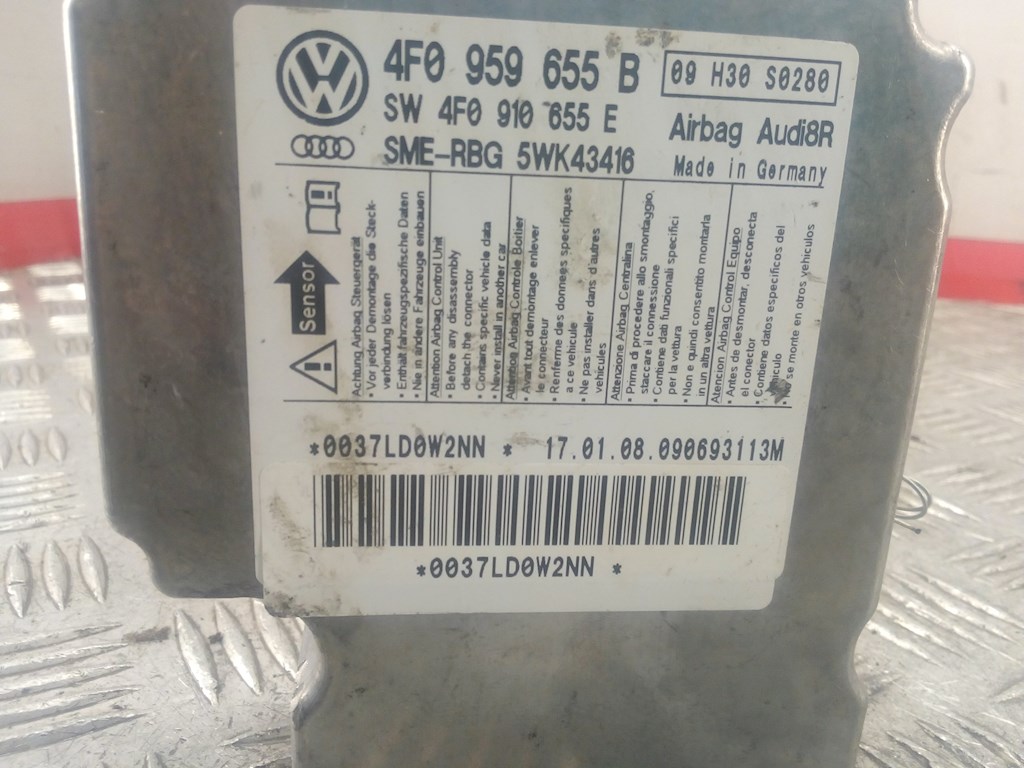 4F0 959 655 B
09 H30 S0280
SW 4F0 910 655 E
Airbag Audi8R
SME-RBG 5WK43416
Made in Germany
Sensor
Achtung Airbag Steuergerät
• Vor jeder Demontage die Steck-
verbindung lösen
• Enthält fahrzeugspezifische Daten
• Nie in andere Fahrzeuge einbauen
Attention Airbag Control Unit
• Before any disassembly
detach the connector
• Contains specific vehicle data
• Never install in another car
Attention Airbag Controle Borlier
• Avant tout demontage enlever
le connecteur
• Renferme des donnees specifiques
a ce vehicule
• Ne pas installer dans d'autres
vehicules
Attenzione Airbag Centralina
• Prima di procedere allo smontaggio,
staccare il connessione
• Contiene dati funzionali specifici
per la vettura
• Non e quindi consentito montarla
in un altra vettura
Atencion Airbag Control Equipo
• Antes de desmontar, desconecta
el conector
• Contiene datos especificos del
vehiculo
• No se monte en otros vehiculos
*0037LD0W2NN * 17.01.08.090693113M
*0037LD0W2NN *